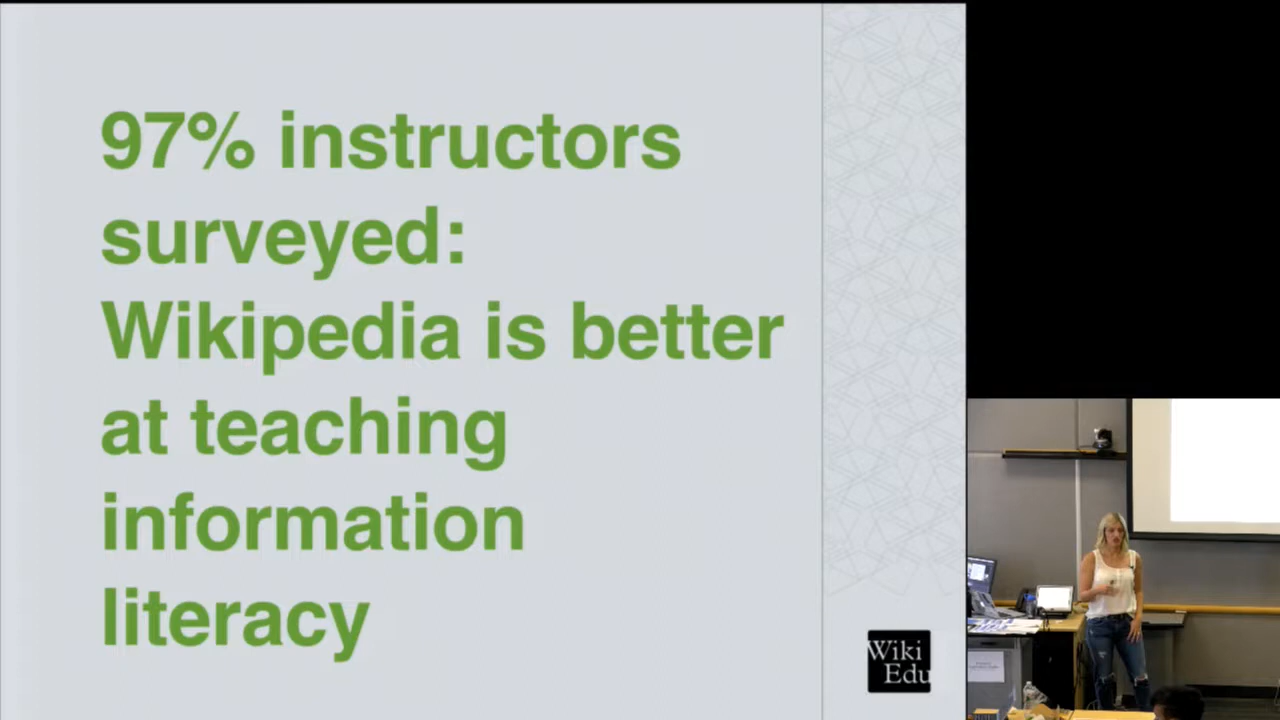 97% instructors
surveyed:
Wikipedia is better
at teaching
information
literacy
Wiki
Edu